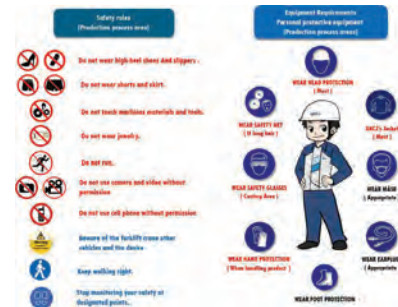 Safety rules
(Production process area)
Do not wear high heel shoes And slippers .
Do not wear shorts and skirt.
Do not touch machines materials and tools.
Do not wear jewelry.
Do not run.
Do not use camera and video without
permission
Do not use cell phone without permission.
Beware of the forklift crane other
vehicles and the device
Keep walking right.
Stop monitoring your safety at
designated points.
Equipment Requirements
Personal protective equipment
(Production process areas)
WEAR HEAD PROTECTION
( Must )
WEAR SAFETY NET
( If long hair )
Jacket
( Must )
WEAR SAFETY GLASSES
( Casting Area )
WEAR MASK
( Appropriate )
WEAR HAND PROTECTION
( When handling product )
WEAR EARPLUG
( Appropriate )
WEAR FOOT PROTECTION